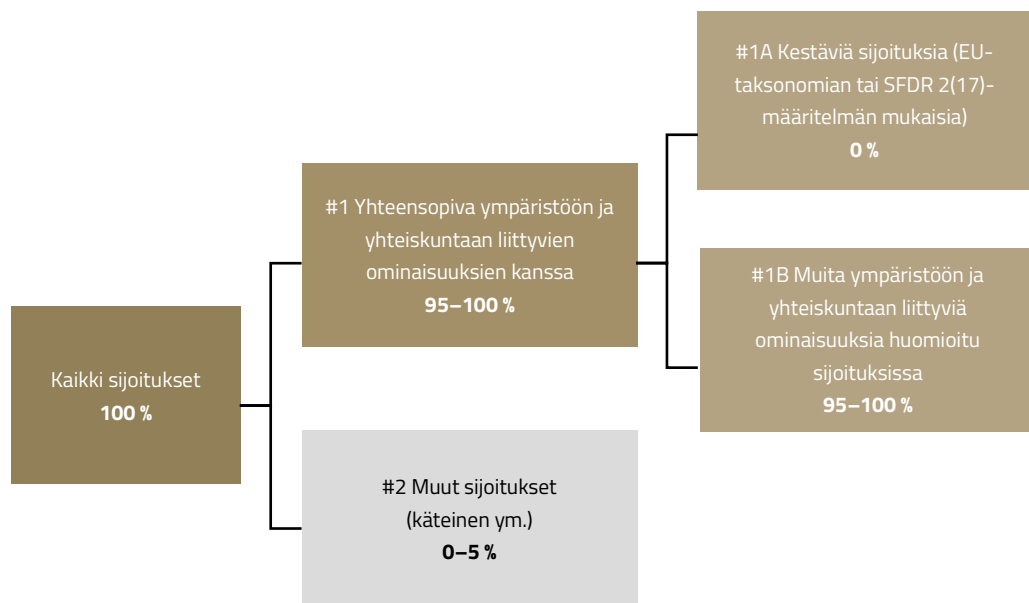 Kaikki sijoitukset
100 %
#1 Yhteensopiva ympäristöön ja
yhteiskuntaan liittyvien
ominaisuuksien kanssa
95–100 %
#2 Muut sijoitukset
(käteinen ym.)
0–5 %
#1A Kestäviä sijoituksia (EU-
taksonomian tai SFDR 2(17)-
määritelmän mukaisia)
0 %
#1B Muita ympäristöön ja
yhteiskuntaan liittyviä
ominaisuuksia huomioitu
sijoituksissa
95–100 %